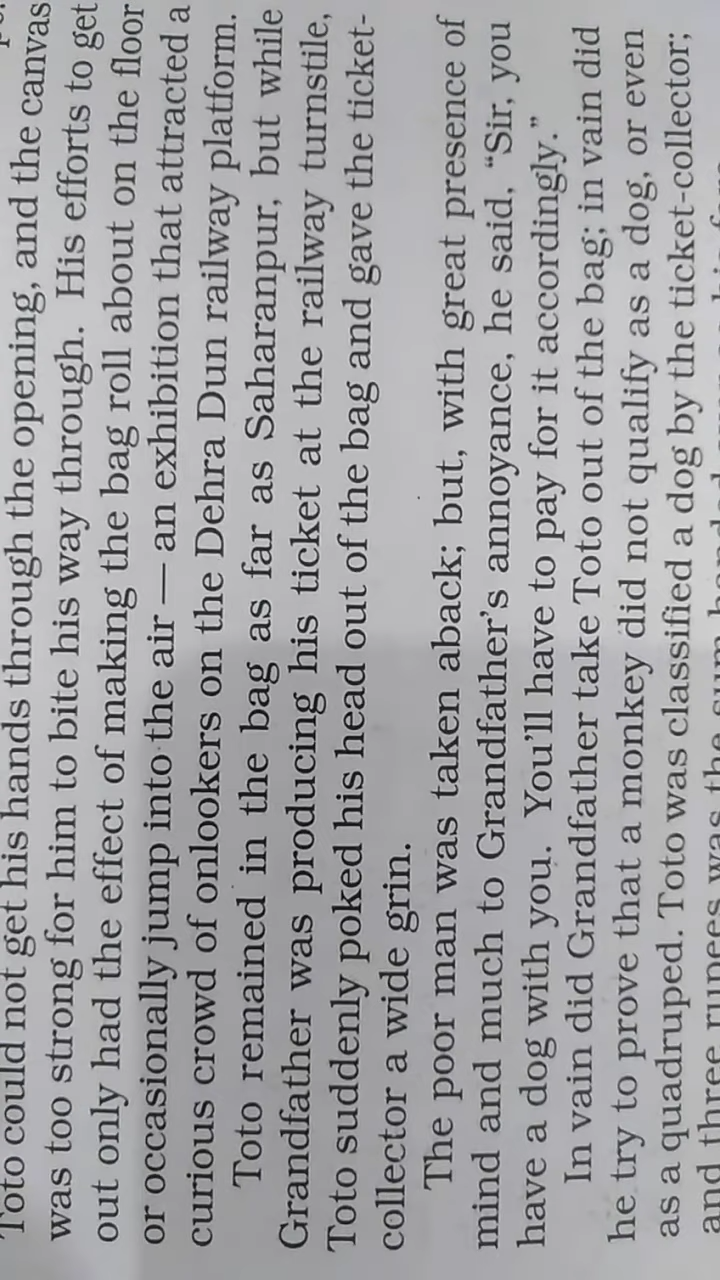 Toto could not get his hands through the opening, and the canvas
was too strong for him to bite his way through. His efforts to get
out only had the effect of making the bag roll about on the floor
or occasionally jump into the air — an exhibition that attracted a
curious crowd of onlookers on the Dehra Dun railway platform.
Toto remained in the bag as far as Saharanpur, but while
Grandfather was producing his ticket at the railway turnstile,
Toto suddenly poked his head out of the bag and gave the ticket-
collector a wide grin.
The poor man was taken aback; but, with great presence of
mind and much to Grandfather's annoyance, he said, “Sir, you
have a dog with you. You'll have to pay for it accordingly.”
In vain did Grandfather take Toto out of the bag; in vain did
he try to prove that a monkey did not qualify as a dog, or even
as a quadruped. Toto was classified a dog by the ticket-collector;
and three rupees was the sum